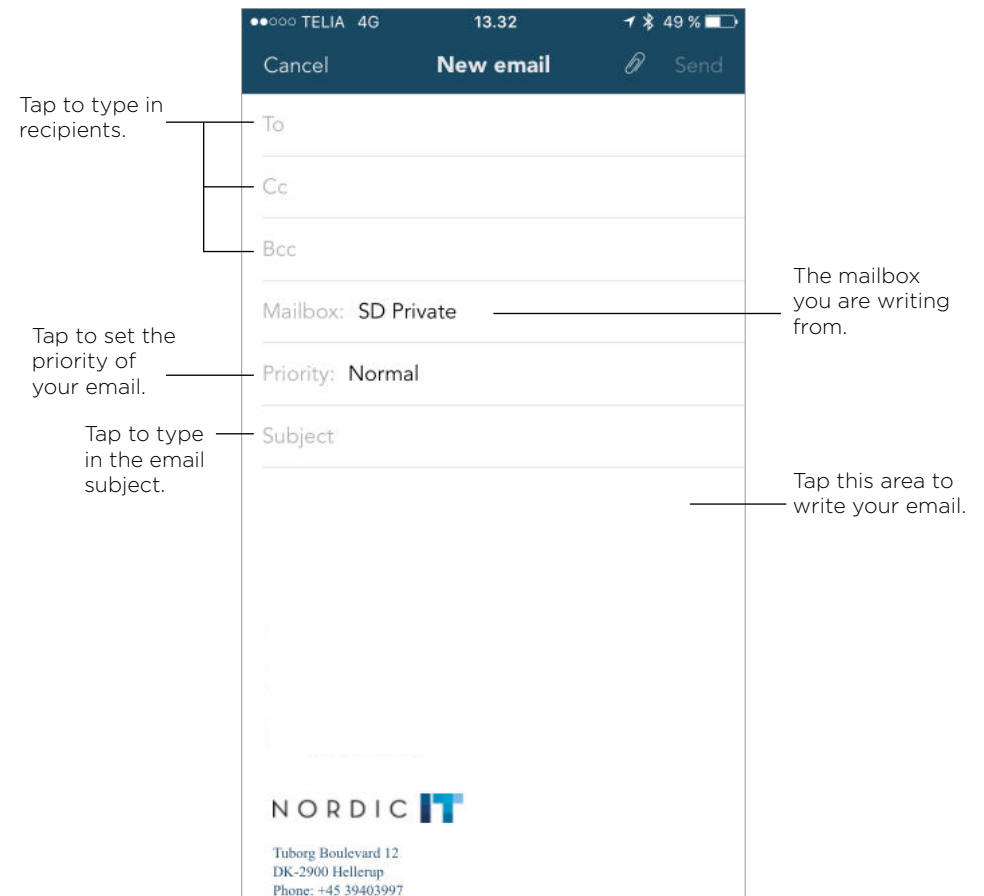 TELIA 4G 13.32 49 %
Cancel New email Send
Tap to type in
recipients.
To
Cc
Bcc
The mailbox
you are writing
from.
Mailbox: SD Private
Tap to set the
priority of
your email.
Priority: Normal
Tap to type
in the email
subject.
Subject
Tap this area to
write your email.
NORDIC IT
Tuborg Boulevard 12
DK-2900 Hellerup
Phone: +45 39403997